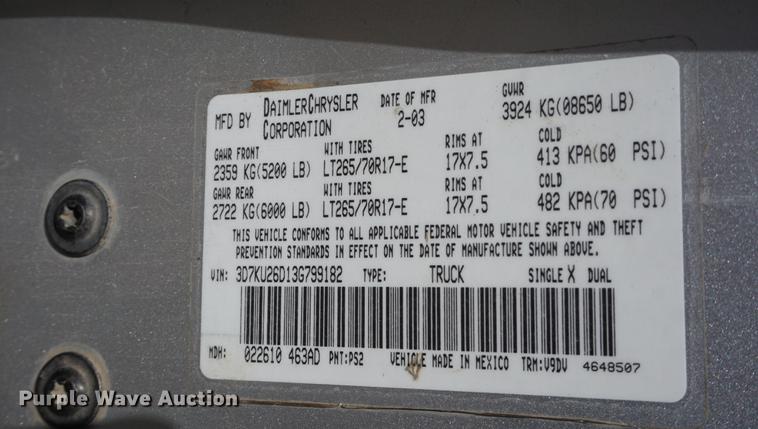 MFD BY DAIMLERCHRYSLER CORPORATION DATE OF MFR 2-03 GVWR 3924 KG(08650 LB)
GAWR FRONT WITH TIRES RIMS AT COLD
2359 KG(5200 LB) LT265/70R17-E 17X7.5 413 KPA(60 PSI)
GAWR REAR WITH TIRES RIMS AT COLD
2722 KG(6000 LB) LT265/70R17-E 17X7.5 482 KPA(70 PSI)
THIS VEHICLE CONFORMS TO ALL APPLICABLE FEDERAL MOTOR VEHICLE SAFETY AND THEFT
PREVENTION STANDARDS IN EFFECT ON THE DATE OF MANUFACTURE SHOWN ABOVE.
VIN: 3D7KU26D13G799182 TYPE: TRUCK SINGLE X DUAL
MDH: 022610 463AD PNT:PS2 VEHICLE MADE IN MEXICO TRM:V9DV 4648507
Purple Wave Auction